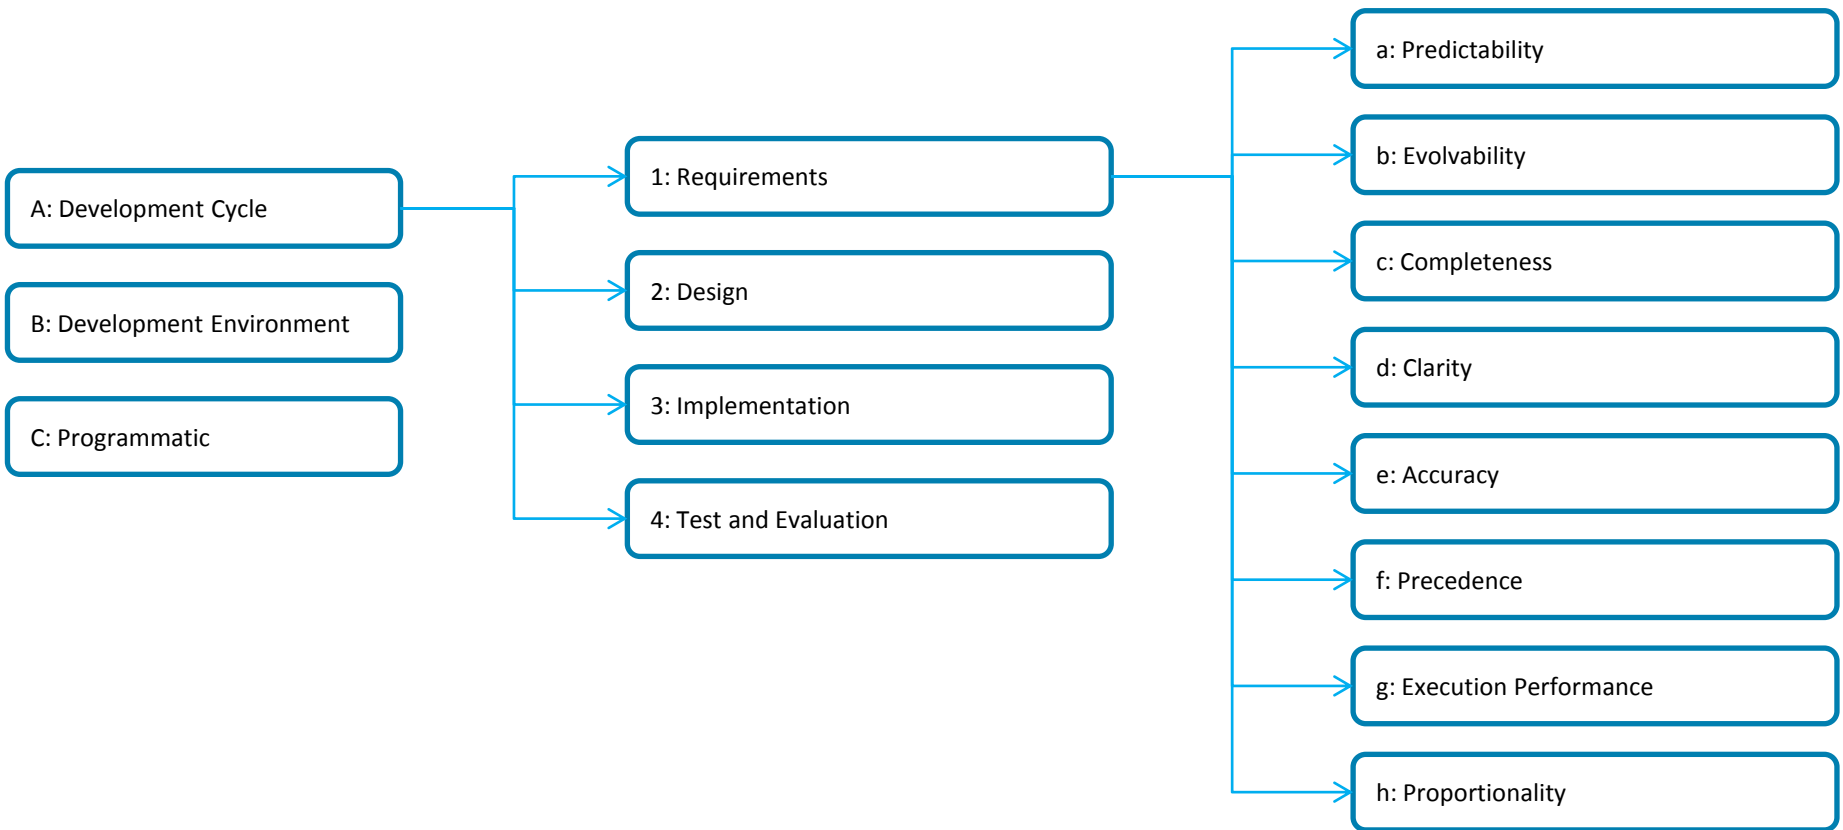 A: Development Cycle
B: Development Environment
C: Programmatic
1: Requirements
2: Design
3: Implementation
4: Test and Evaluation
a: Predictability
b: Evolvability
c: Completeness
d: Clarity
e: Accuracy
f: Precedence
g: Execution Performance
h: Proportionality